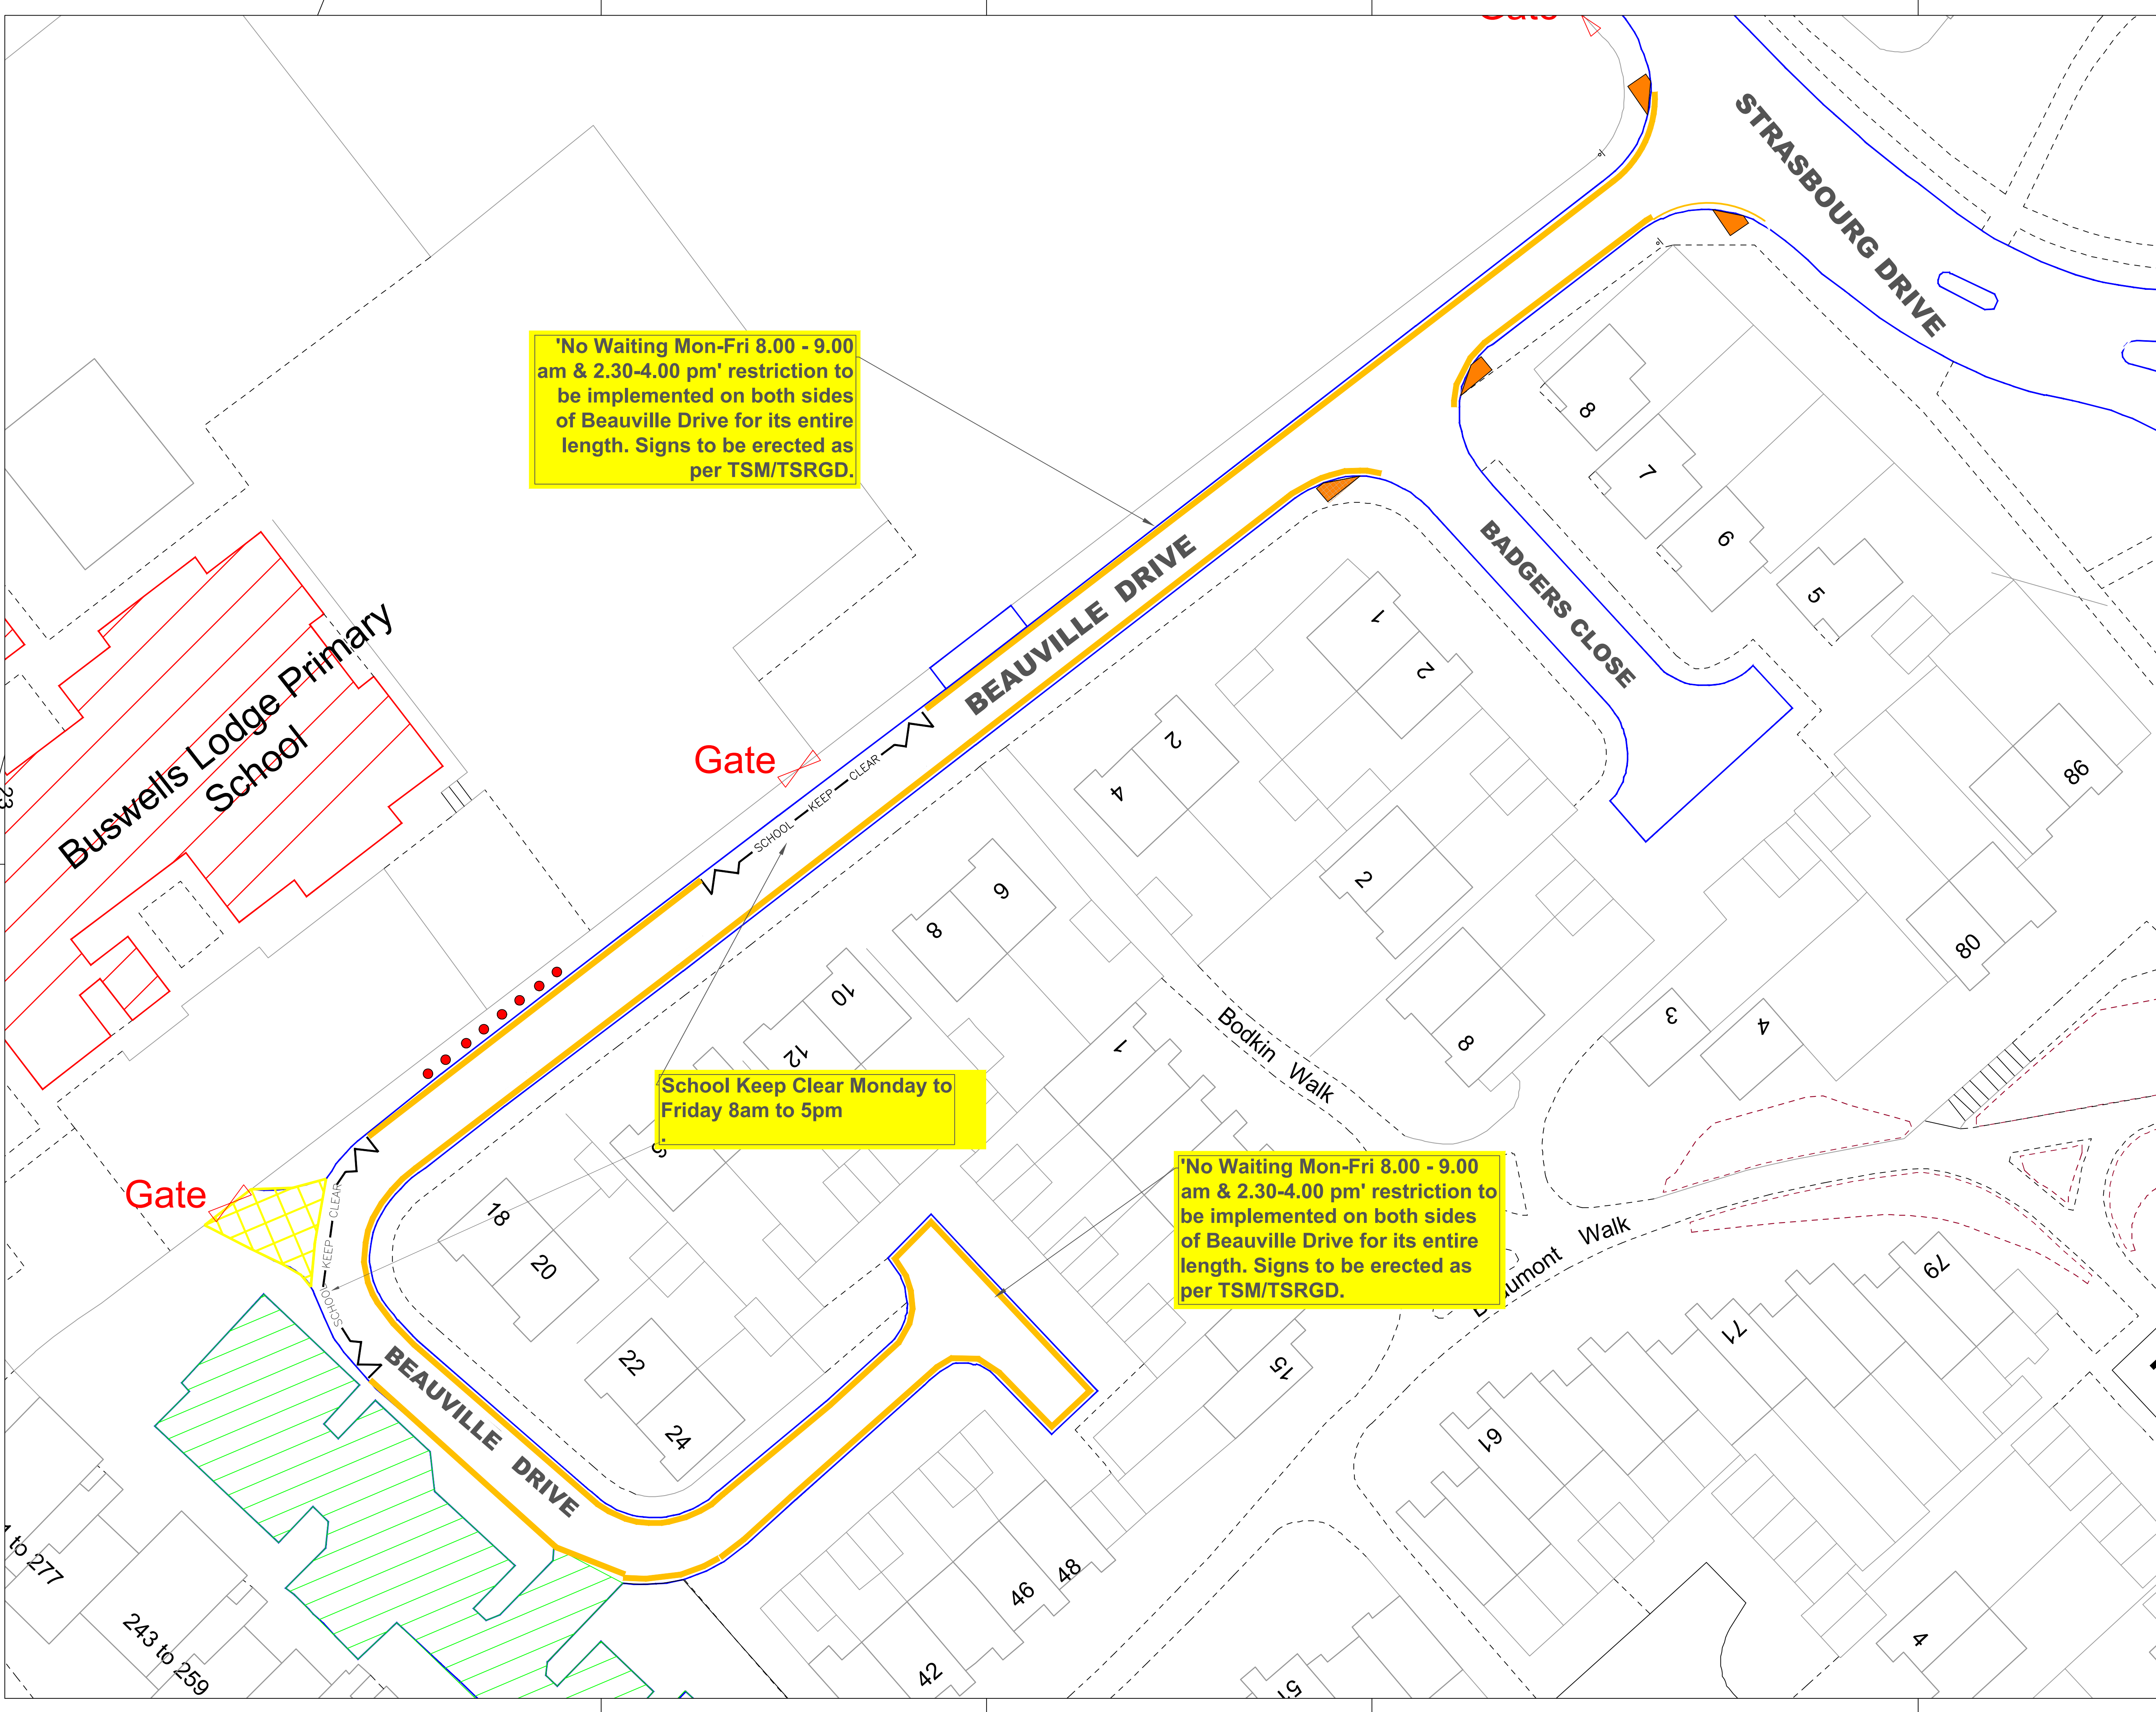 Gate
STRASBOURG DRIVE
'No Waiting Mon-Fri 8.00 - 9.00
am & 2.30-4.00 pm' restriction to
be implemented on both sides
of Beauville Drive for its entire
length. Signs to be erected as
per TSM/TSRGD.
8
7
6
5
BADGERS CLOSE
BEAUVILLE DRIVE
1
2
2
4
Buswells Lodge Primary
School
23
Gate
SCHOOL KEEP CLEAR
98
2
6
8
80
10
12
1
3
4
8
Bodkin Walk
School Keep Clear Monday to
Friday 8am to 5pm
.
'No Waiting Mon-Fri 8.00 - 9.00
am & 2.30-4.00 pm' restriction to
be implemented on both sides
of Beauville Drive for its entire
length. Signs to be erected as
per TSM/TSRGD.
Gate
SCHOOL KEEP CLEAR
18
20
22
24
Walk
79
71
15
61
BEAUVILLE DRIVE
to 277
243 to 259
48
46
42
51
4